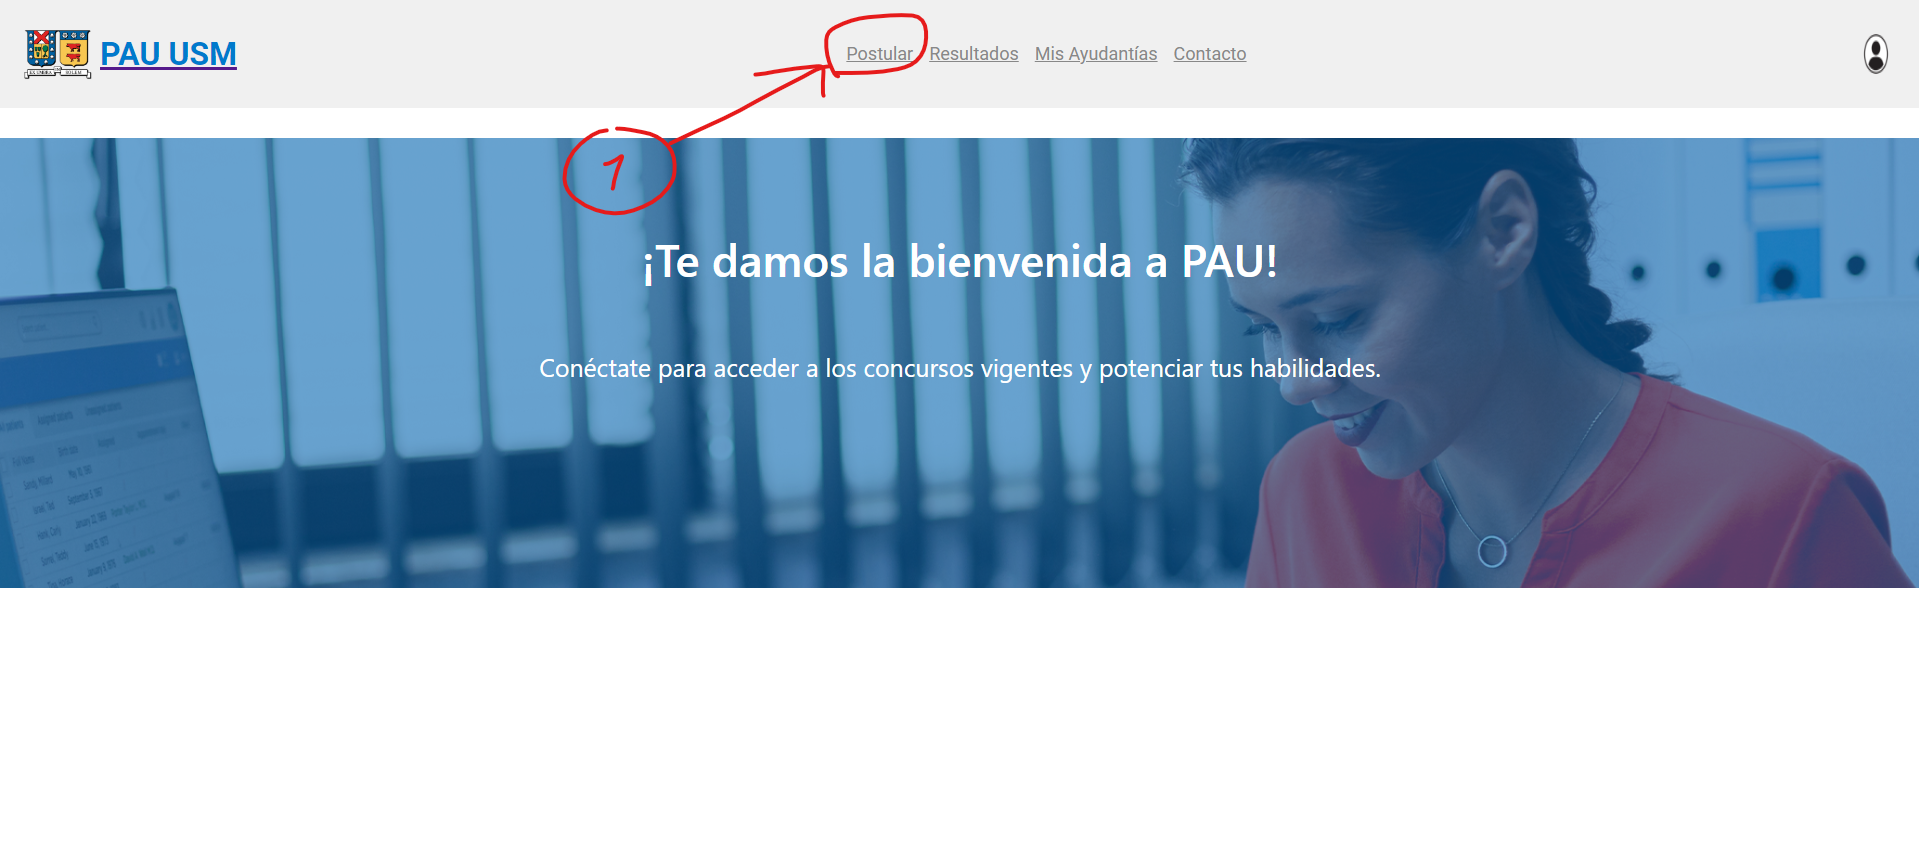 PAU USM
Postular Resultados Mis Ayudantías Contacto
1
¡Te damos la bienvenida a PAU!
Conéctate para acceder a los concursos vigentes y potenciar tus habilidades.